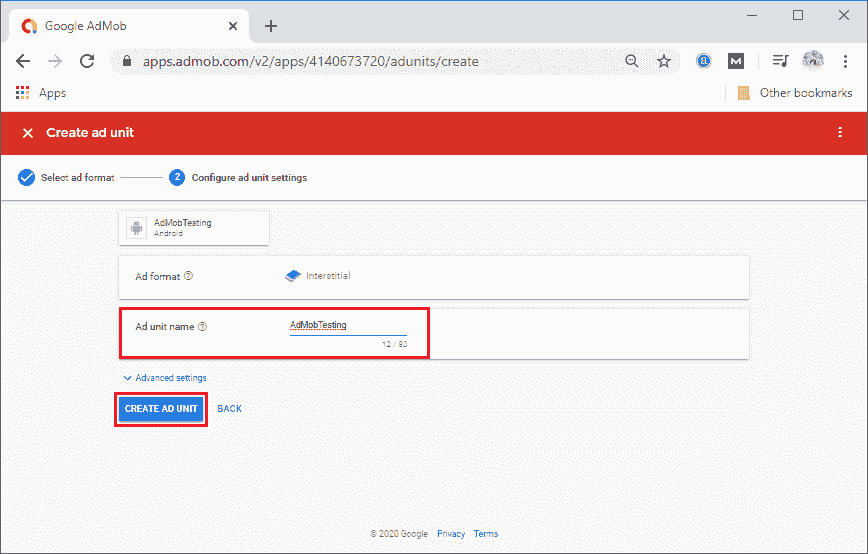 Google AdMob
apps.admob.com/v2/apps/4140673720/adunits/create
Apps
Other bookmarks
Create ad unit
Select ad format
2
Configure ad unit settings
AdMobTesting
Android
Ad format
Interstitial
Ad unit name
AdMobTesting
12 / 80
Advanced settings
CREATE AD UNIT
BACK
© 2020 Google
Privacy
Terms